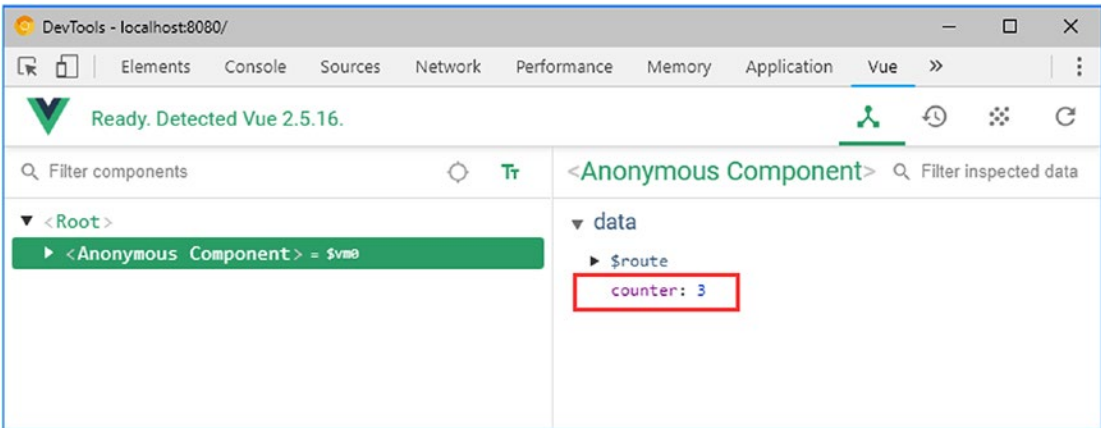 DevTools - localhost:8080/
Elements Console Sources Network Performance Memory Application Vue »
Ready. Detected Vue 2.5.16.
Filter components Tт <Anonymous Component> Filter inspected data
▼ <Root>
▶ <Anonymous Component> = $vm0
▼ data
▶ $route
counter: 3